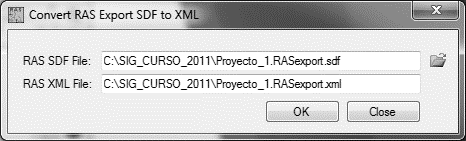 Convert RAS Export SDF to XML
RAS SDF File: C:\SIG_CURSO_2011\Proyecto_1.RASexport.sdf
RAS XML File: C:\SIG_CURSO_2011\Proyecto_1.RASexport.xml
OK Close